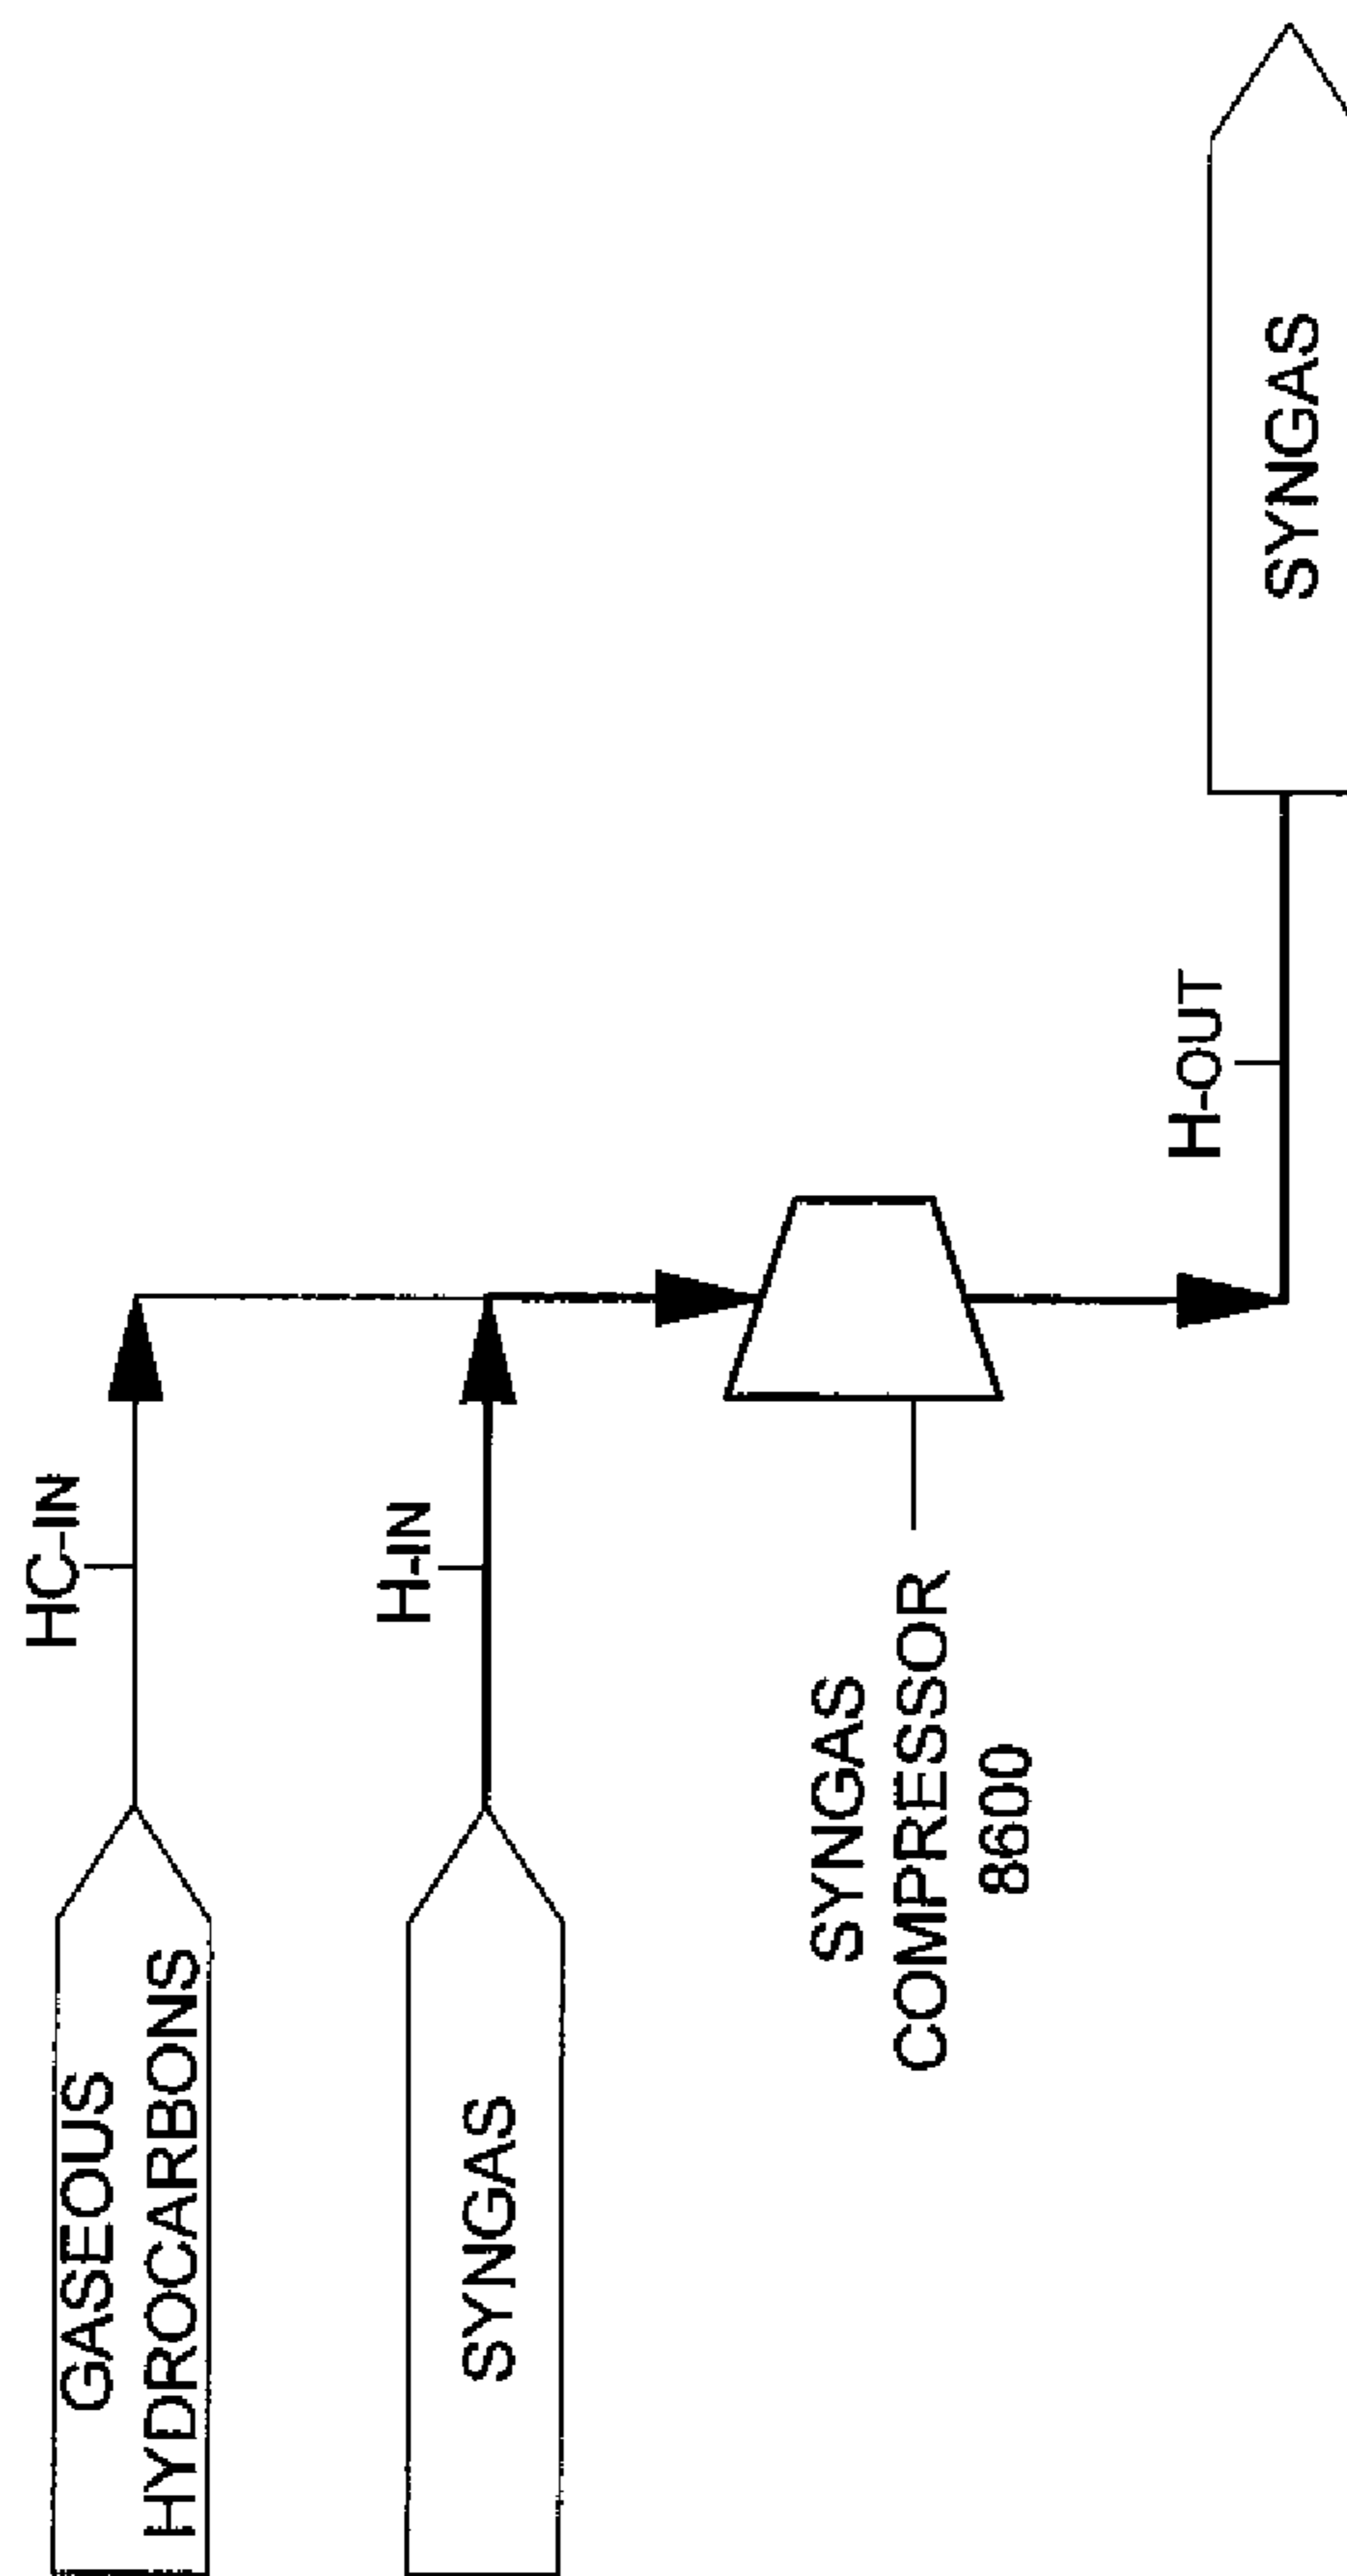 GASEOUS
HYDROCARBONS
HC-IN
SYNGAS
H-IN
SYNGAS
COMPRESSOR
8600
H-OUT
SYNGAS